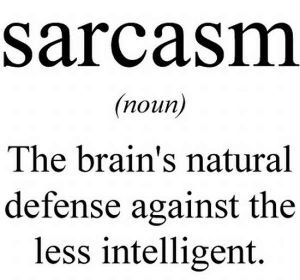 sarcasm
(noun)
The brain's natural
defense against the
less intelligent.